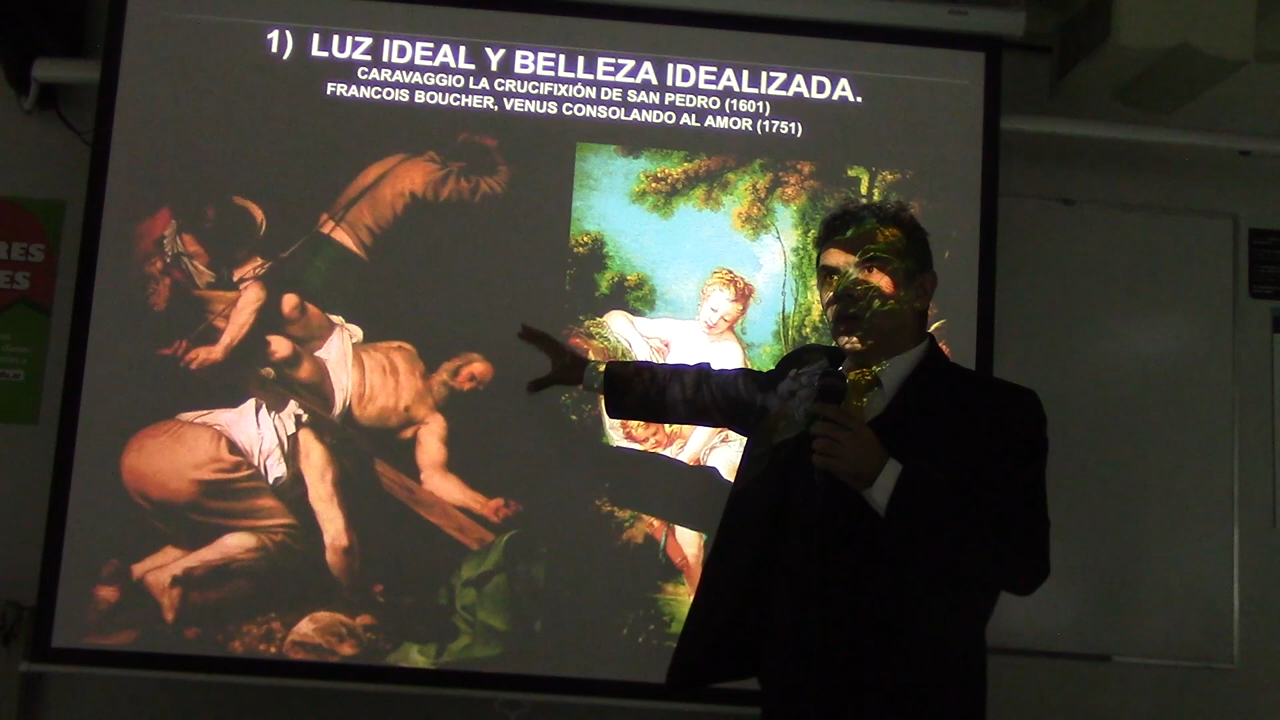 1) LUZ IDEAL Y BELLEZA IDEALIZADA.
CARAVAGGIO LA CRUCIFIXIÓN DE SAN PEDRO (1601)
FRANCOIS BOUCHER, VENUS CONSOLANDO AL AMOR (1751)
RES
ES